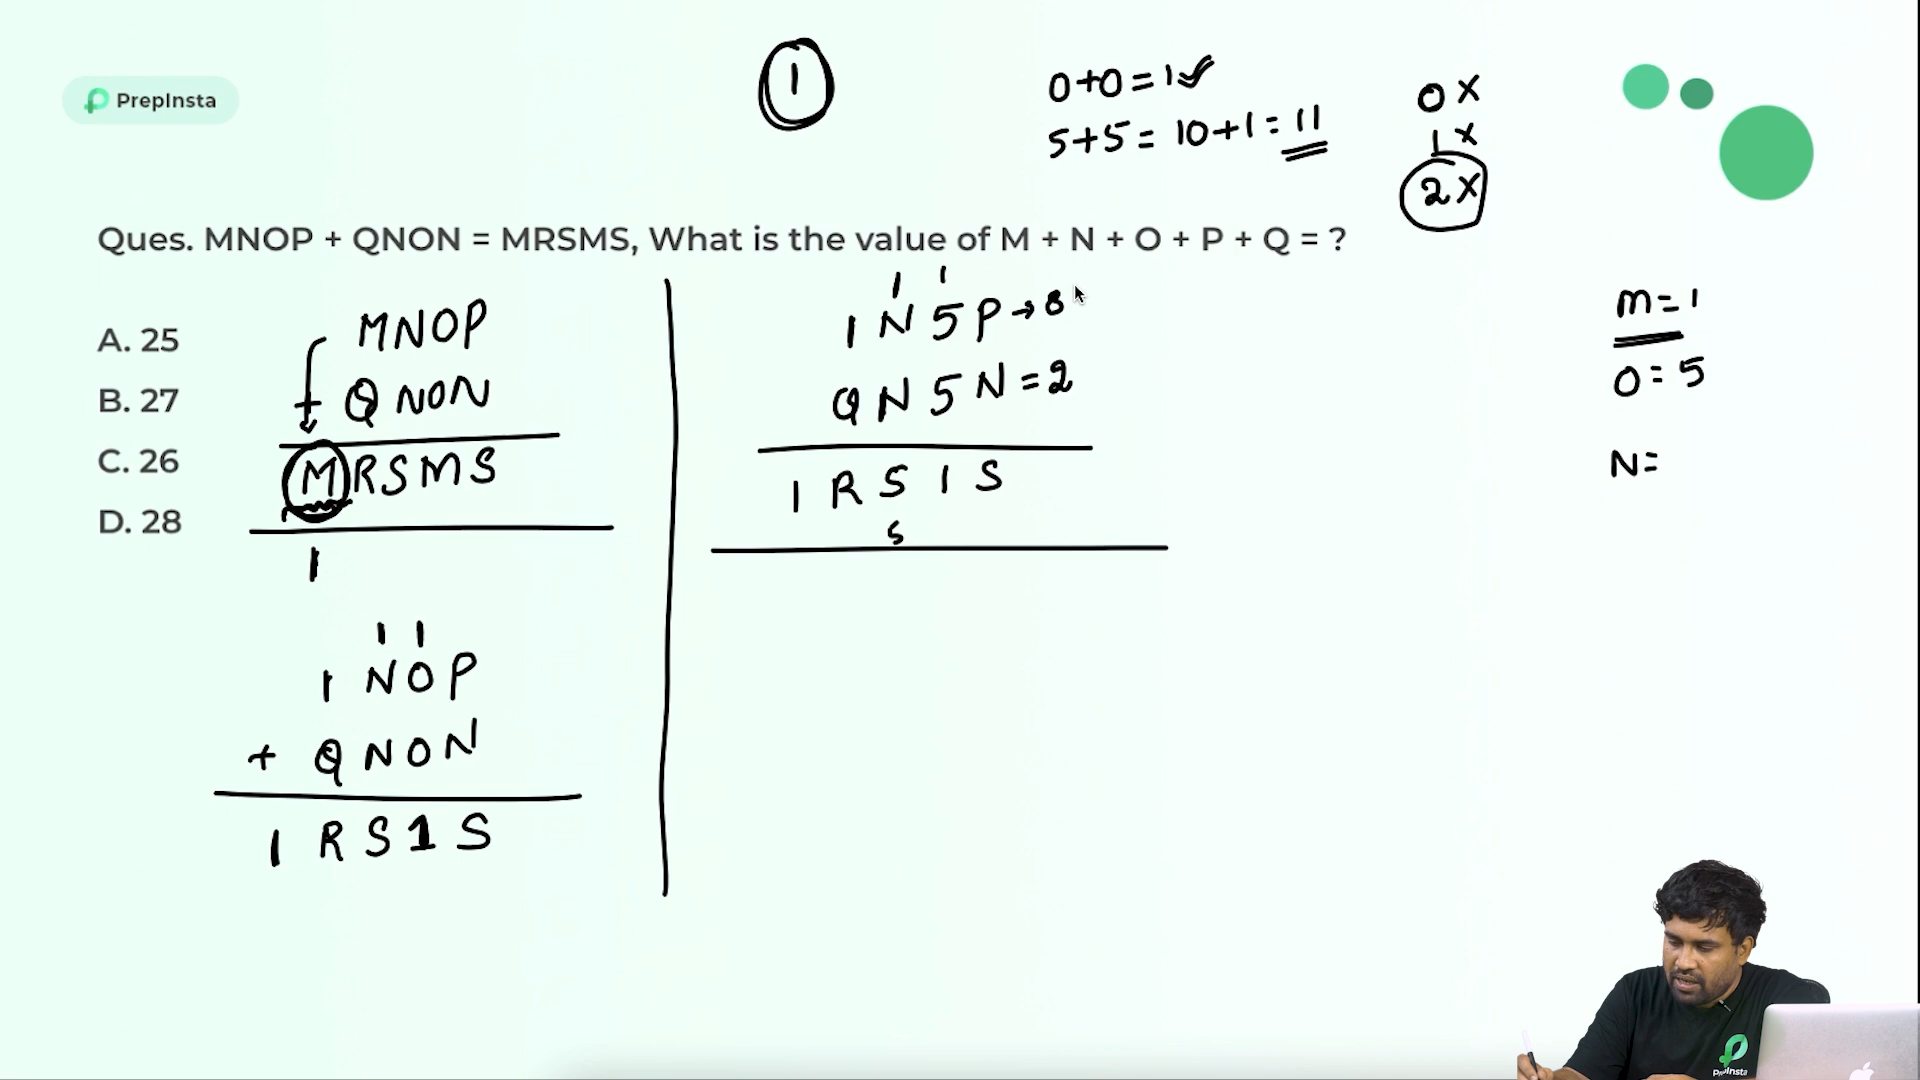 1
0+0=1
5+5= 10+1= 11
0 X
1 X
2X
PrepInsta
Ques. MNOP + QNON = MRSMS, What is the value of M + N + O + P + Q = ?
A. 25
B. 27
C. 26
D. 28
MNOP
+ QNON
MRSMS
1
1 1
1 NOP
+ QNON
1 RS1S
1 1
1 N5P→8
QN5N=2
1 RS1S
5
M=1
O=5
N=
PrepInsta